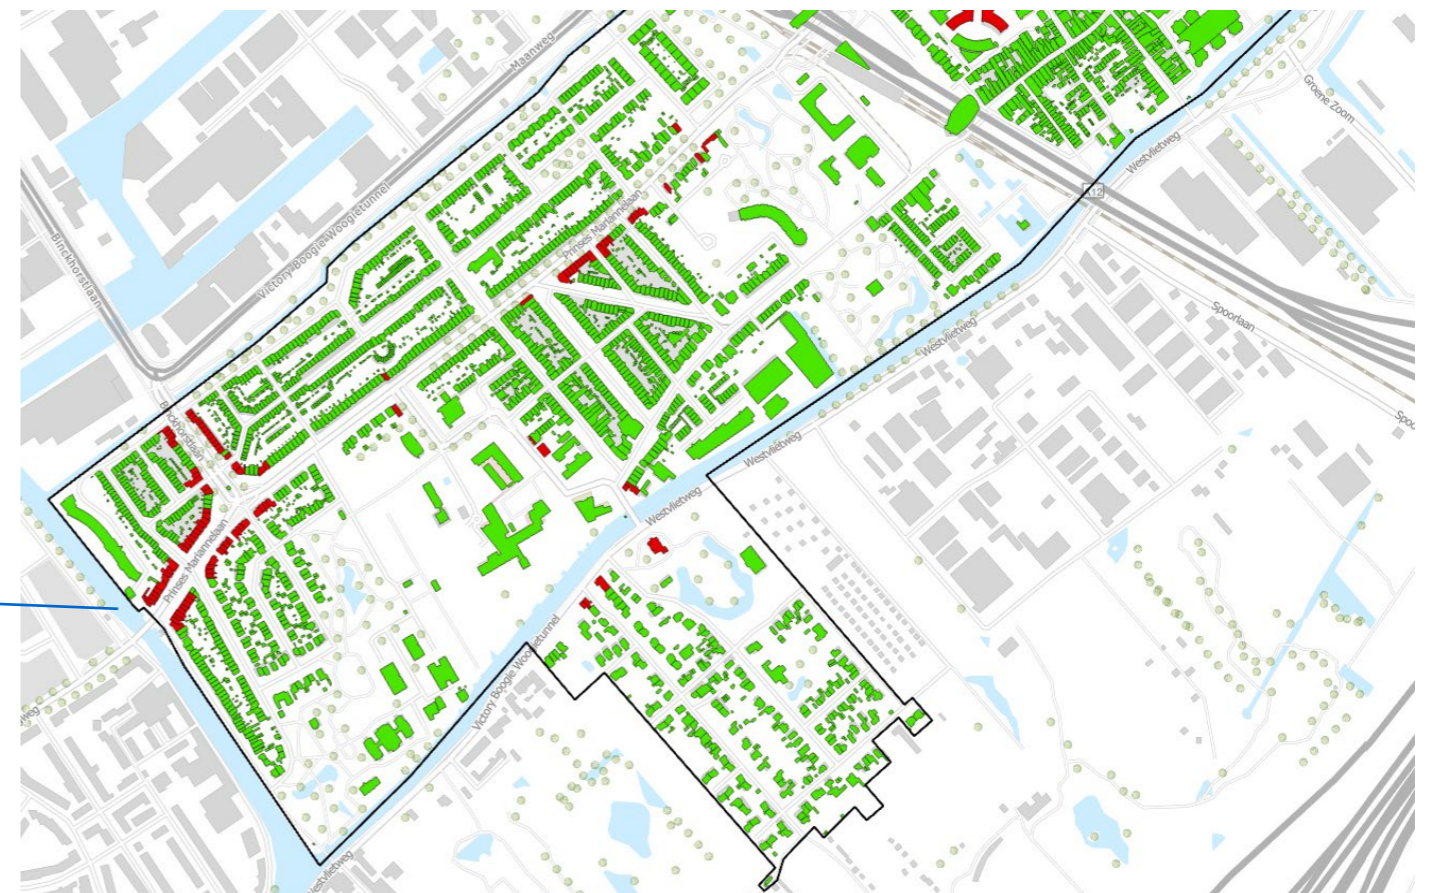 Maanweg
Groene Zoom
Westvlietweg
A12
Binckhorstlaan
Victory-Boogie-Woogietunnel
Prinses Mariannelaan
Spoorlaan
Westvlietweg
Binckhorstlaan
Westvlietweg
Westvlietweg
Prinses Mariannelaan
Victory Boogie Woogietunnel
Westvlietweg